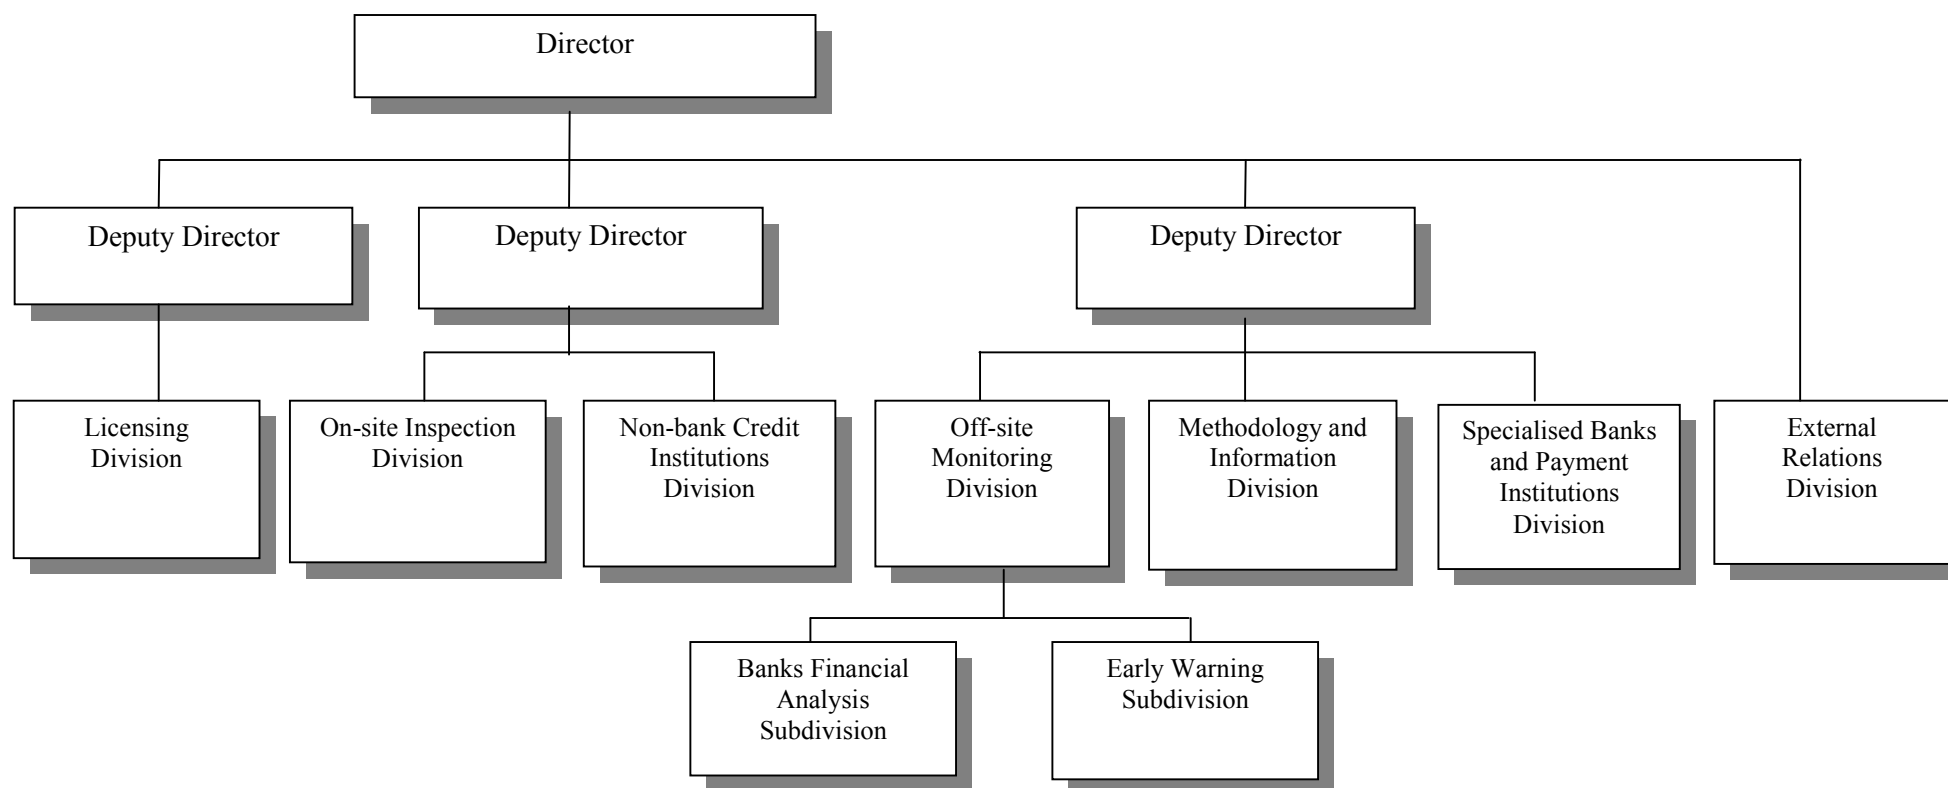 Director
Deputy Director
Deputy Director
Deputy Director
Licensing
Division
On-site Inspection
Division
Non-bank Credit
Institutions
Division
Off-site
Monitoring
Division
Methodology and
Information
Division
Specialised Banks
and Payment
Institutions
Division
External
Relations
Division
Banks Financial
Analysis
Subdivision
Early Warning
Subdivision